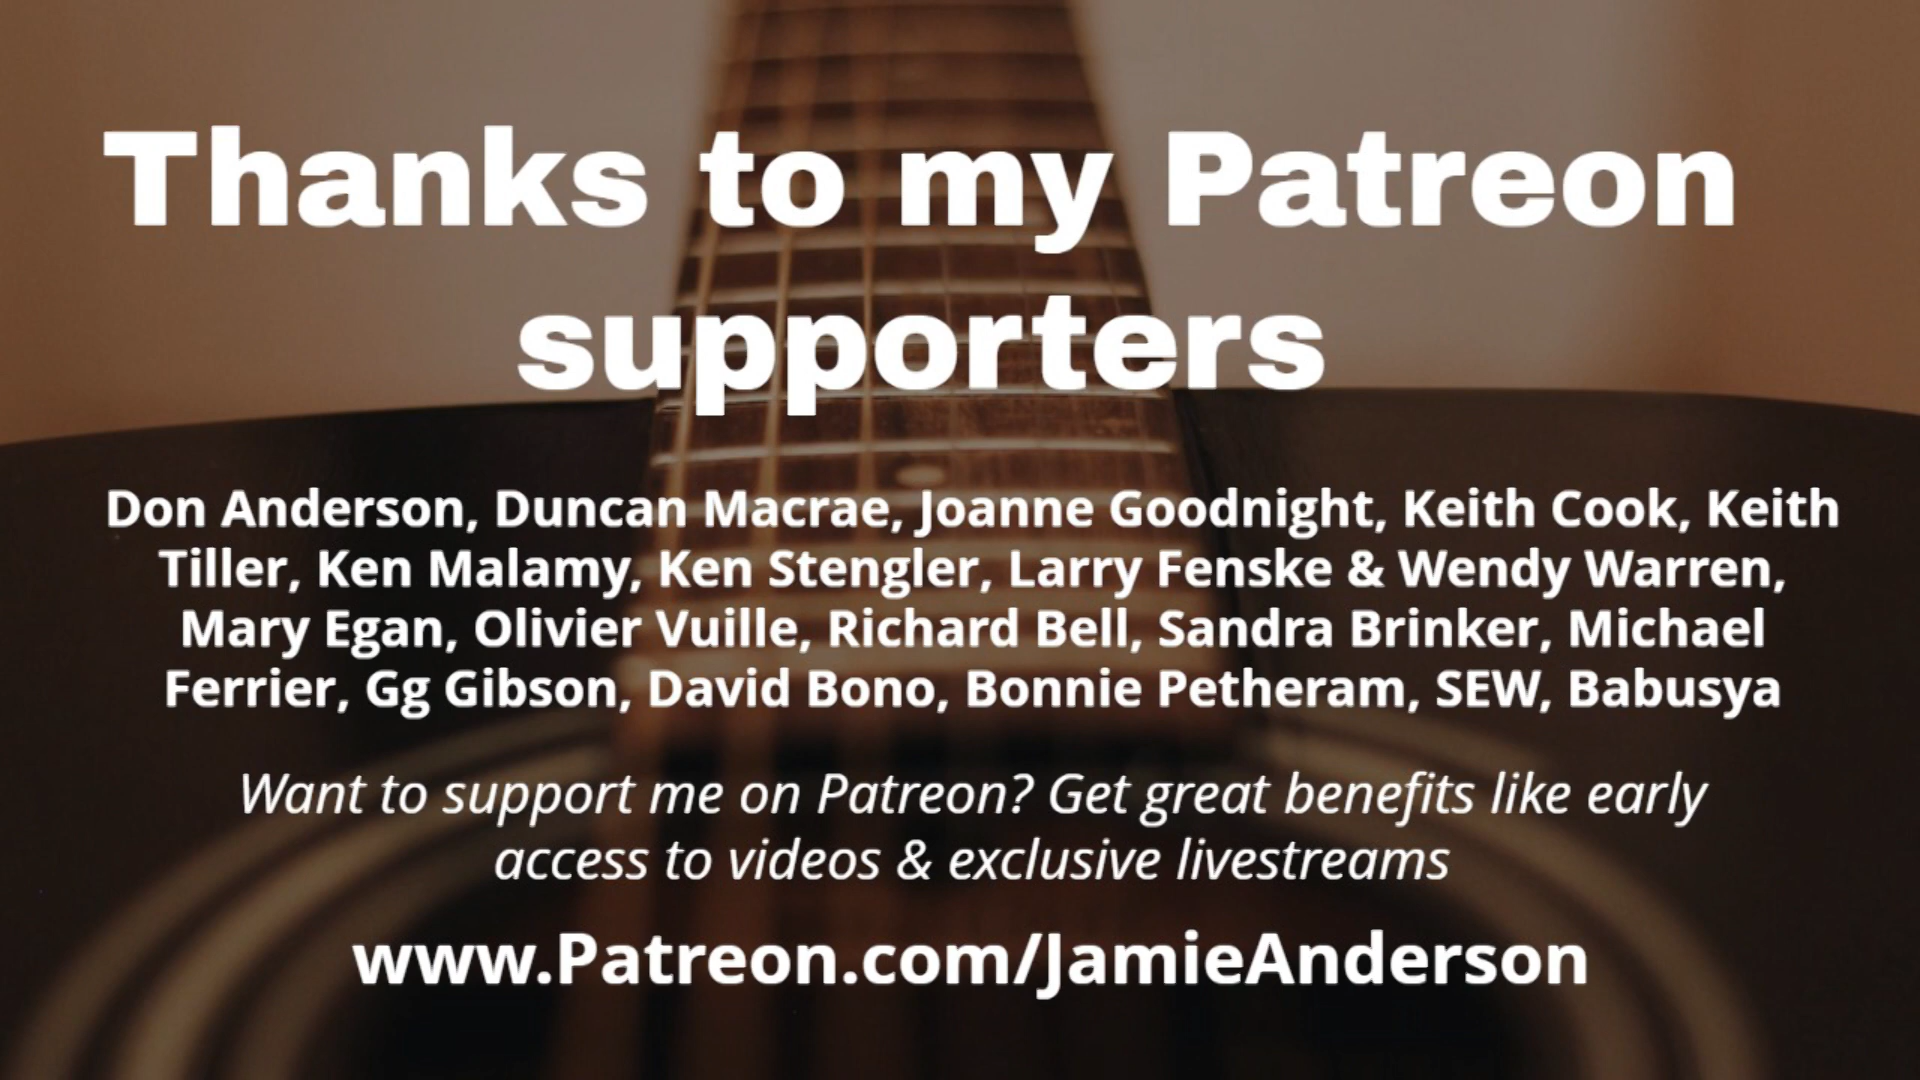 Thanks to my Patreon
supporters
Don Anderson, Duncan Macrae, Joanne Goodnight, Keith Cook, Keith
Tiller, Ken Malamy, Ken Stengler, Larry Fenske & Wendy Warren,
Mary Egan, Olivier Vuille, Richard Bell, Sandra Brinker, Michael
Ferrier, Gg Gibson, David Bono, Bonnie Petheram, SEW, Babusya
Want to support me on Patreon? Get great benefits like early
access to videos & exclusive livestreams
www.Patreon.com/JamieAnderson